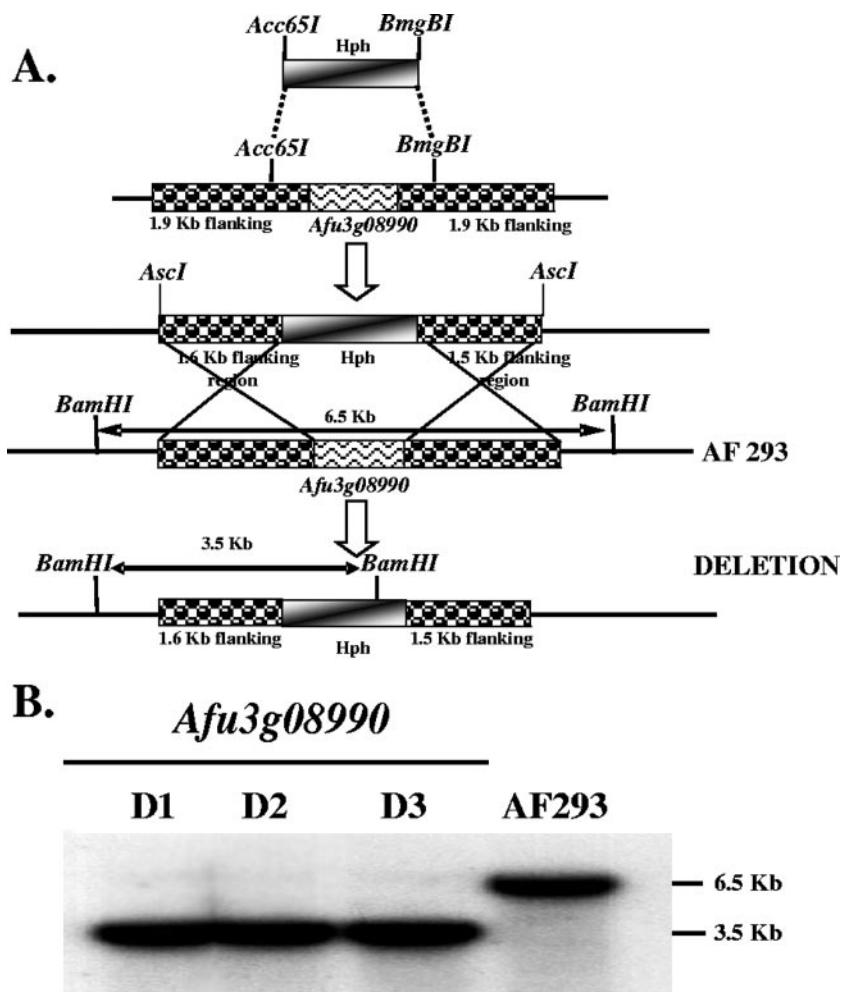 A.
Acc65I
BmgBI
Hph
Acc65I
BmgBI
1.9 Kb flanking
Afu3g08990
1.9 Kb flanking
AscI
AscI
1.6 Kb flanking
region
Hph
1.5 Kb flanking
region
BamHI
6.5 Kb
BamHI
AF 293
Afu3g08990
3.5 Kb
BamHI
BamHI
DELETION
1.6 Kb flanking
Hph
1.5 Kb flanking
B.
Afu3g08990
D1 D2 D3 AF293
6.5 Kb
3.5 Kb